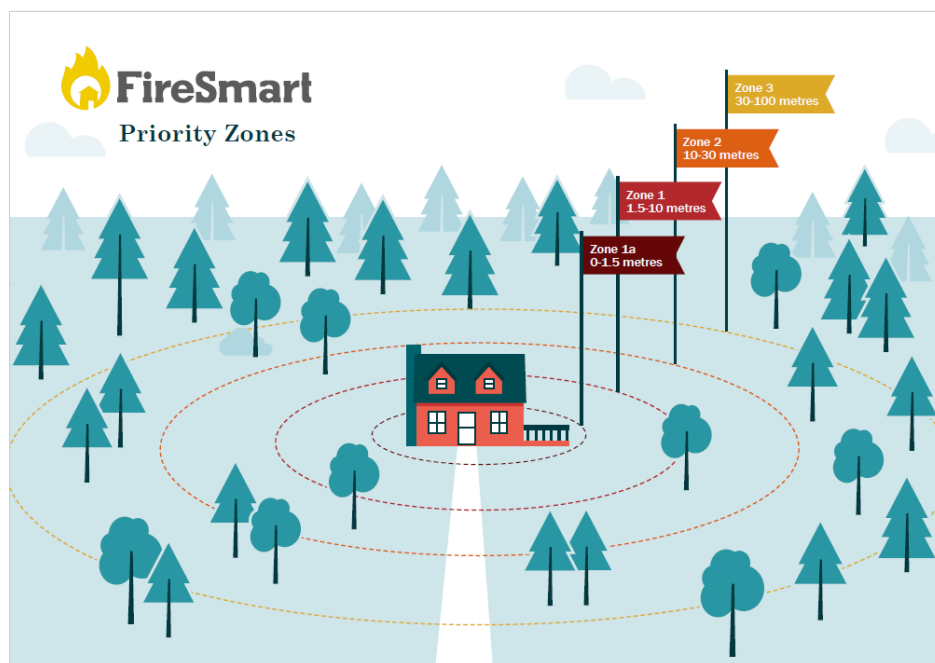 FireSmart
Priority Zones
Zone 3
30-100 metres
Zone 2
10-30 metres
Zone 1
1.5-10 metres
Zone 1a
0-1.5 metres